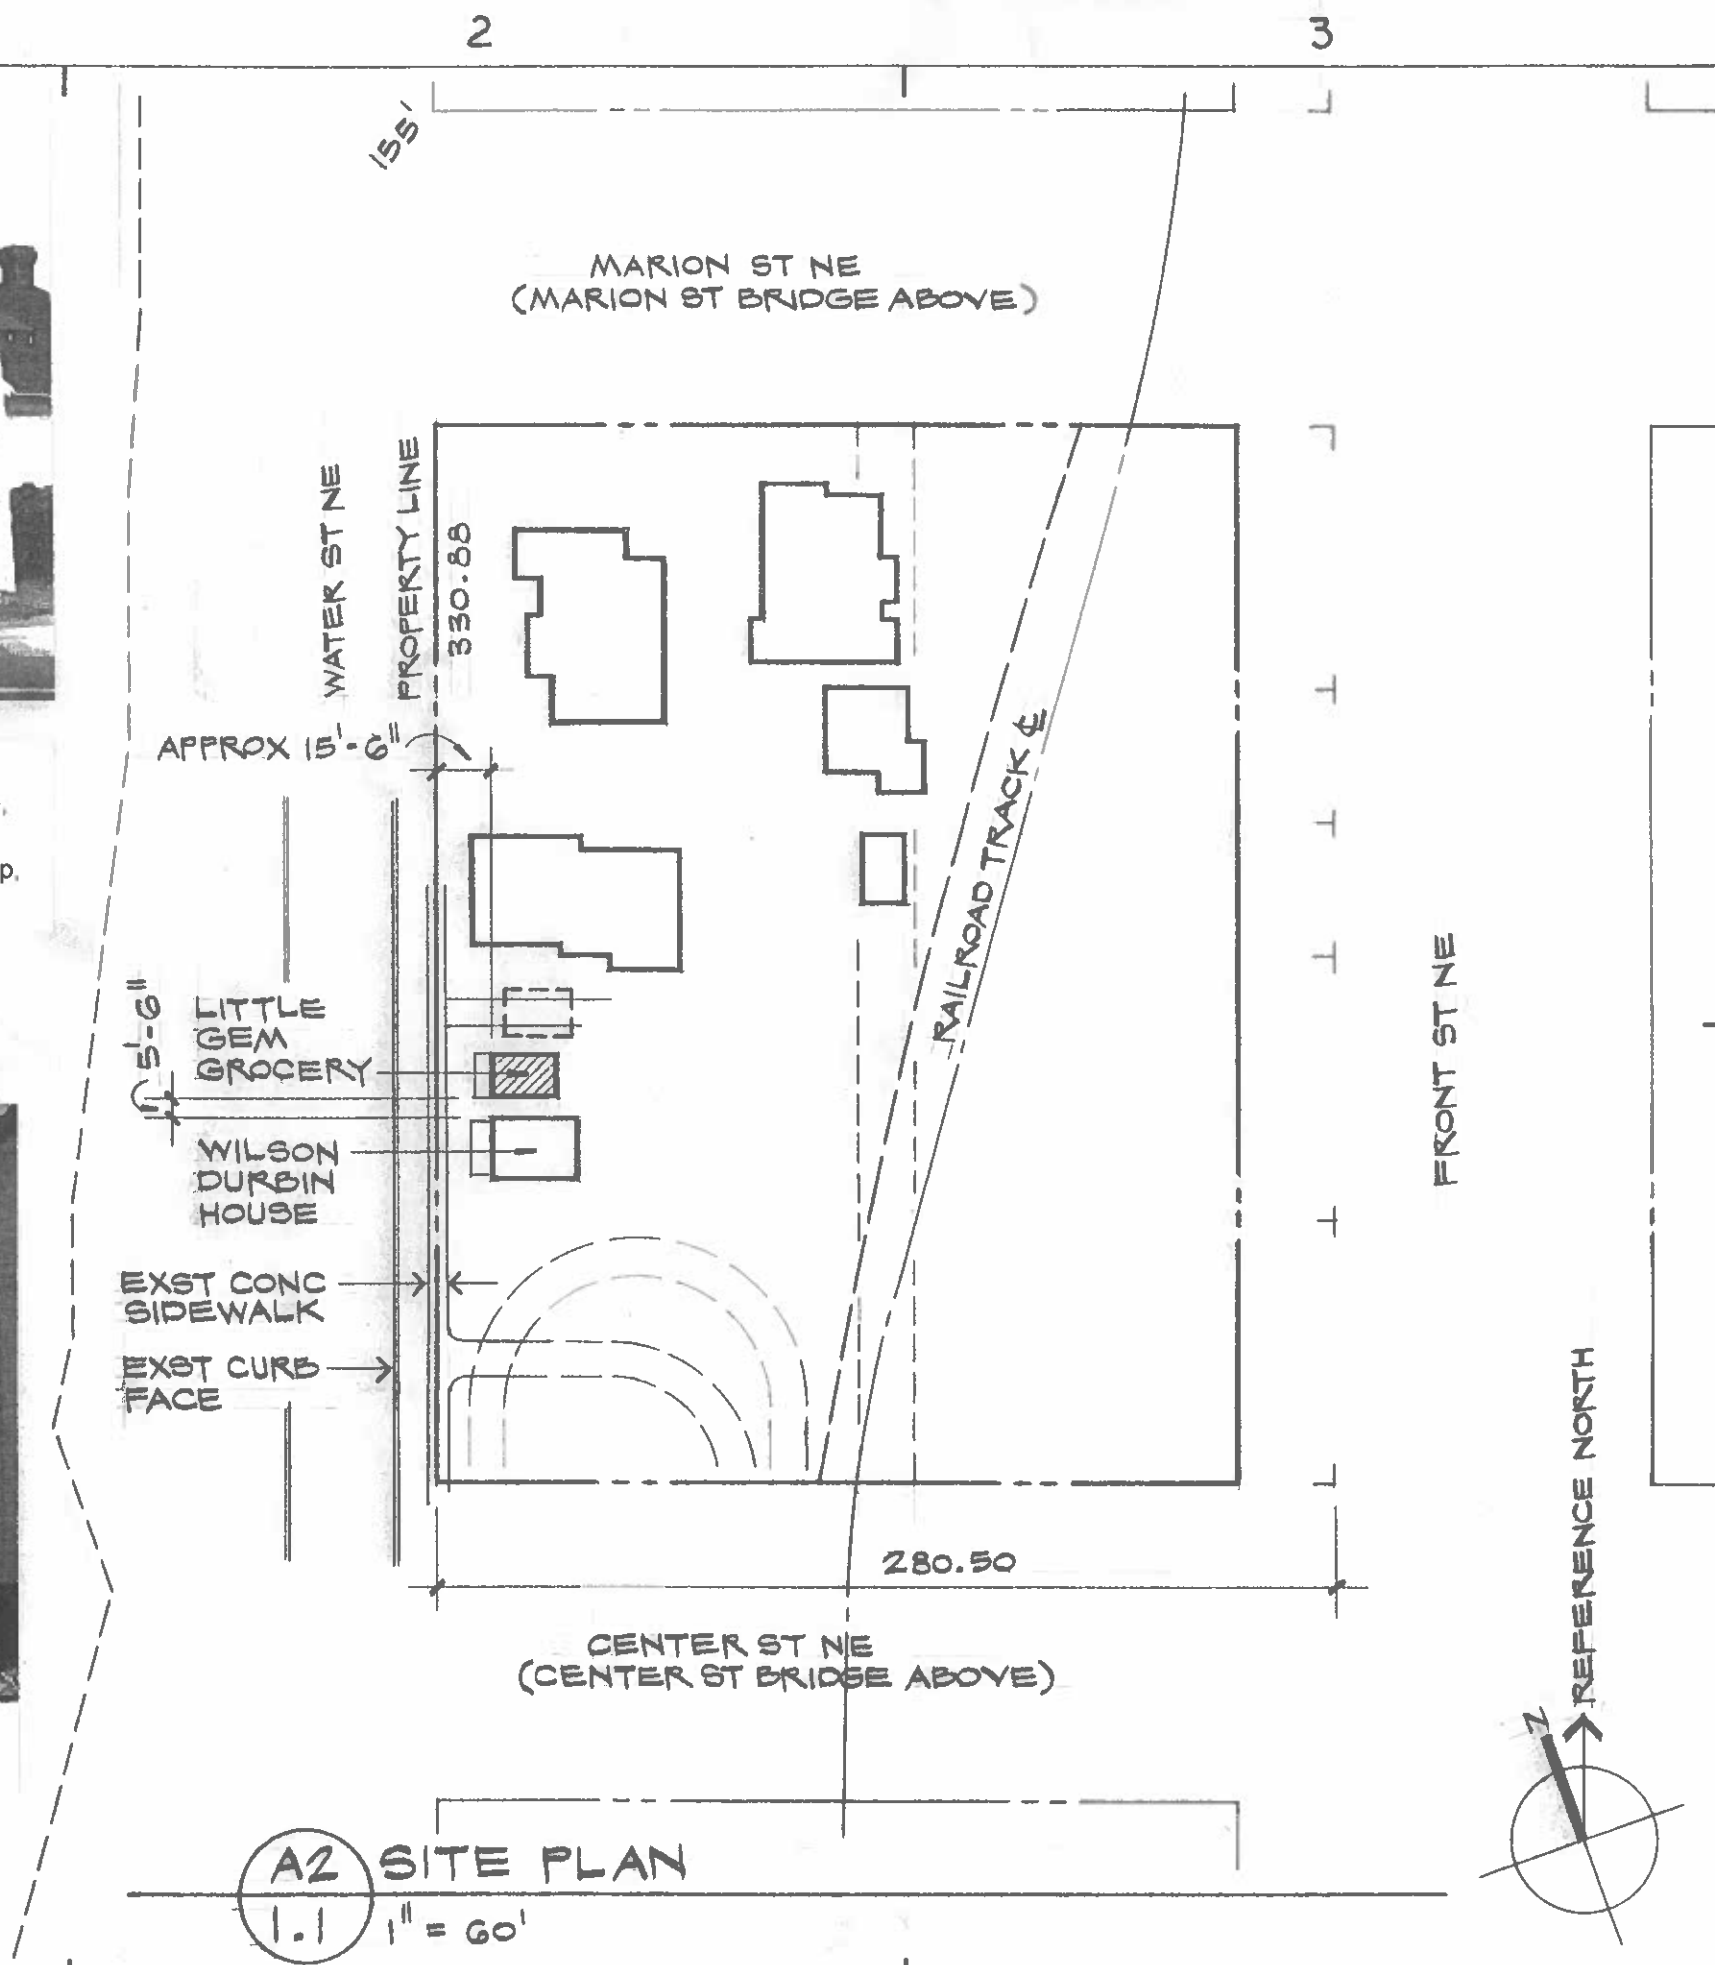 2
3
155'
MARION ST NE
(MARION ST BRIDGE ABOVE)
WATER ST NE
PROPERTY LINE
330.88
APPROX 15'-6"
p.
RAILROAD TRACK ℄
FRONT ST NE
5'-6"
LITTLE
GEM
GROCERY
WILSON
DURBIN
HOUSE
EXST CONC
SIDEWALK
EXST CURB
FACE
280.50
CENTER ST NE
(CENTER ST BRIDGE ABOVE)
REFERENCE NORTH
N
A2
1.1
SITE PLAN
1" = 60'